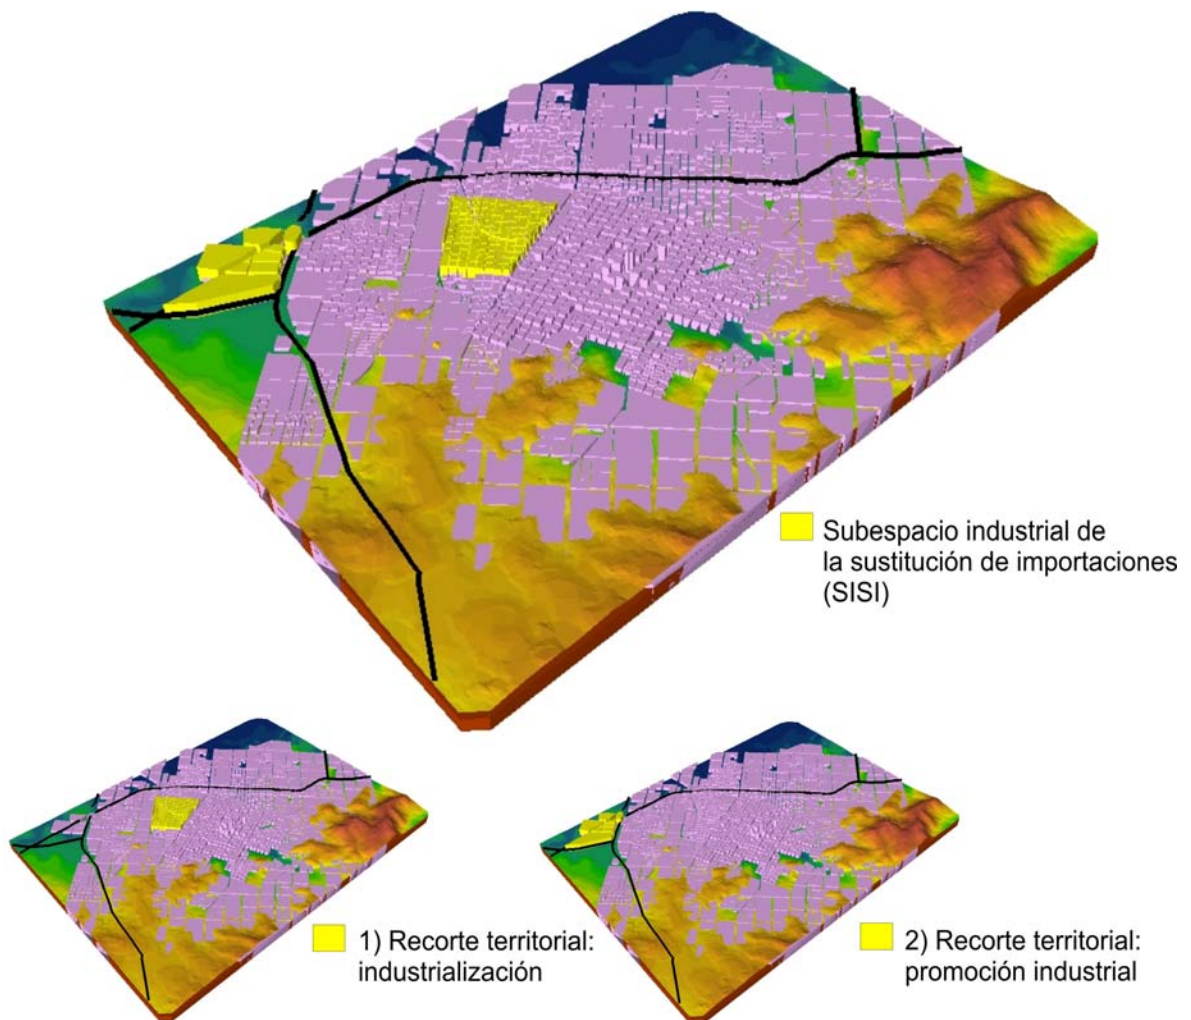 Subespacio industrial de
la sustitución de importaciones
(SISI)
1) Recorte territorial:
industrialización
2) Recorte territorial:
promoción industrial